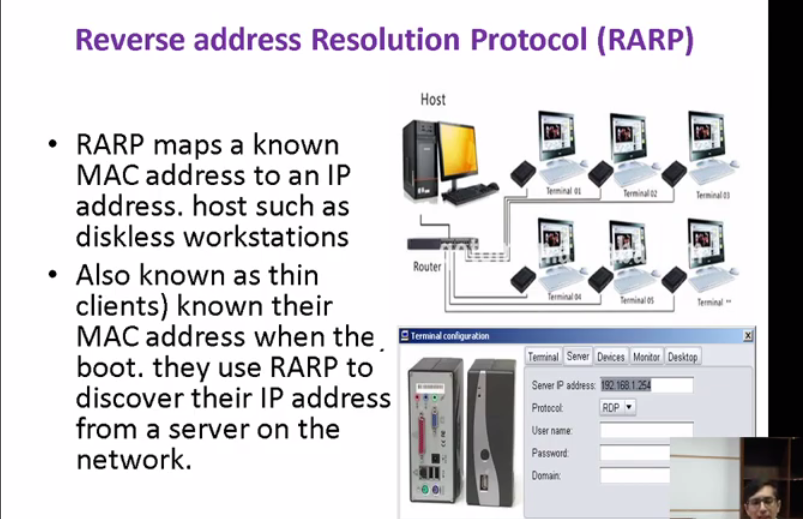 Reverse address Resolution Protocol (RARP)
• RARP maps a known
MAC address to an IP
address. host such as
diskless workstations
• Also known as thin
clients) known their
MAC address when the
boot. they use RARP to
discover their IP address
from a server on the
network.
Host
Terminal 01
Terminal 02
Terminal 03
Router
Terminal 04
Terminal 05
Terminal
Terminal configuration
Terminal Server Devices Monitor Desktop
Server IP address: 192.168.1.254
Protocol: RDP
User name:
Password:
Domain: